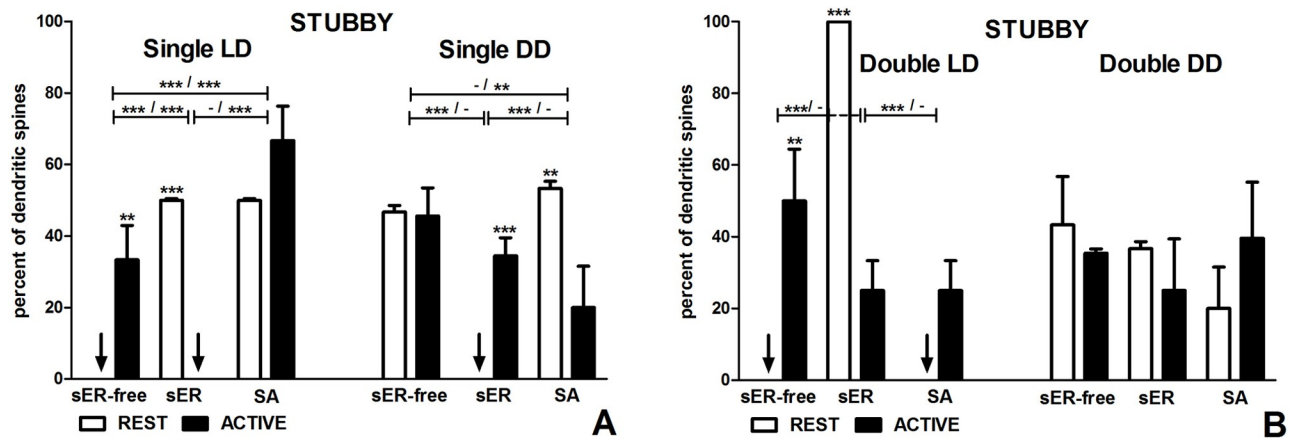 STUBBY
Single LD Single DD
*** / *** - / **
*** / *** - / *** *** / - *** / -
** *** *** **
percent of dendritic spines
100
80
60
40
20
0
sER-free sER SA sER-free sER SA
REST ACTIVE
A
STUBBY
Double LD Double DD
***
***/ - *** / -
**
percent of dendritic spines
100
80
60
40
20
0
sER-free sER SA sER-free sER SA
REST ACTIVE
B